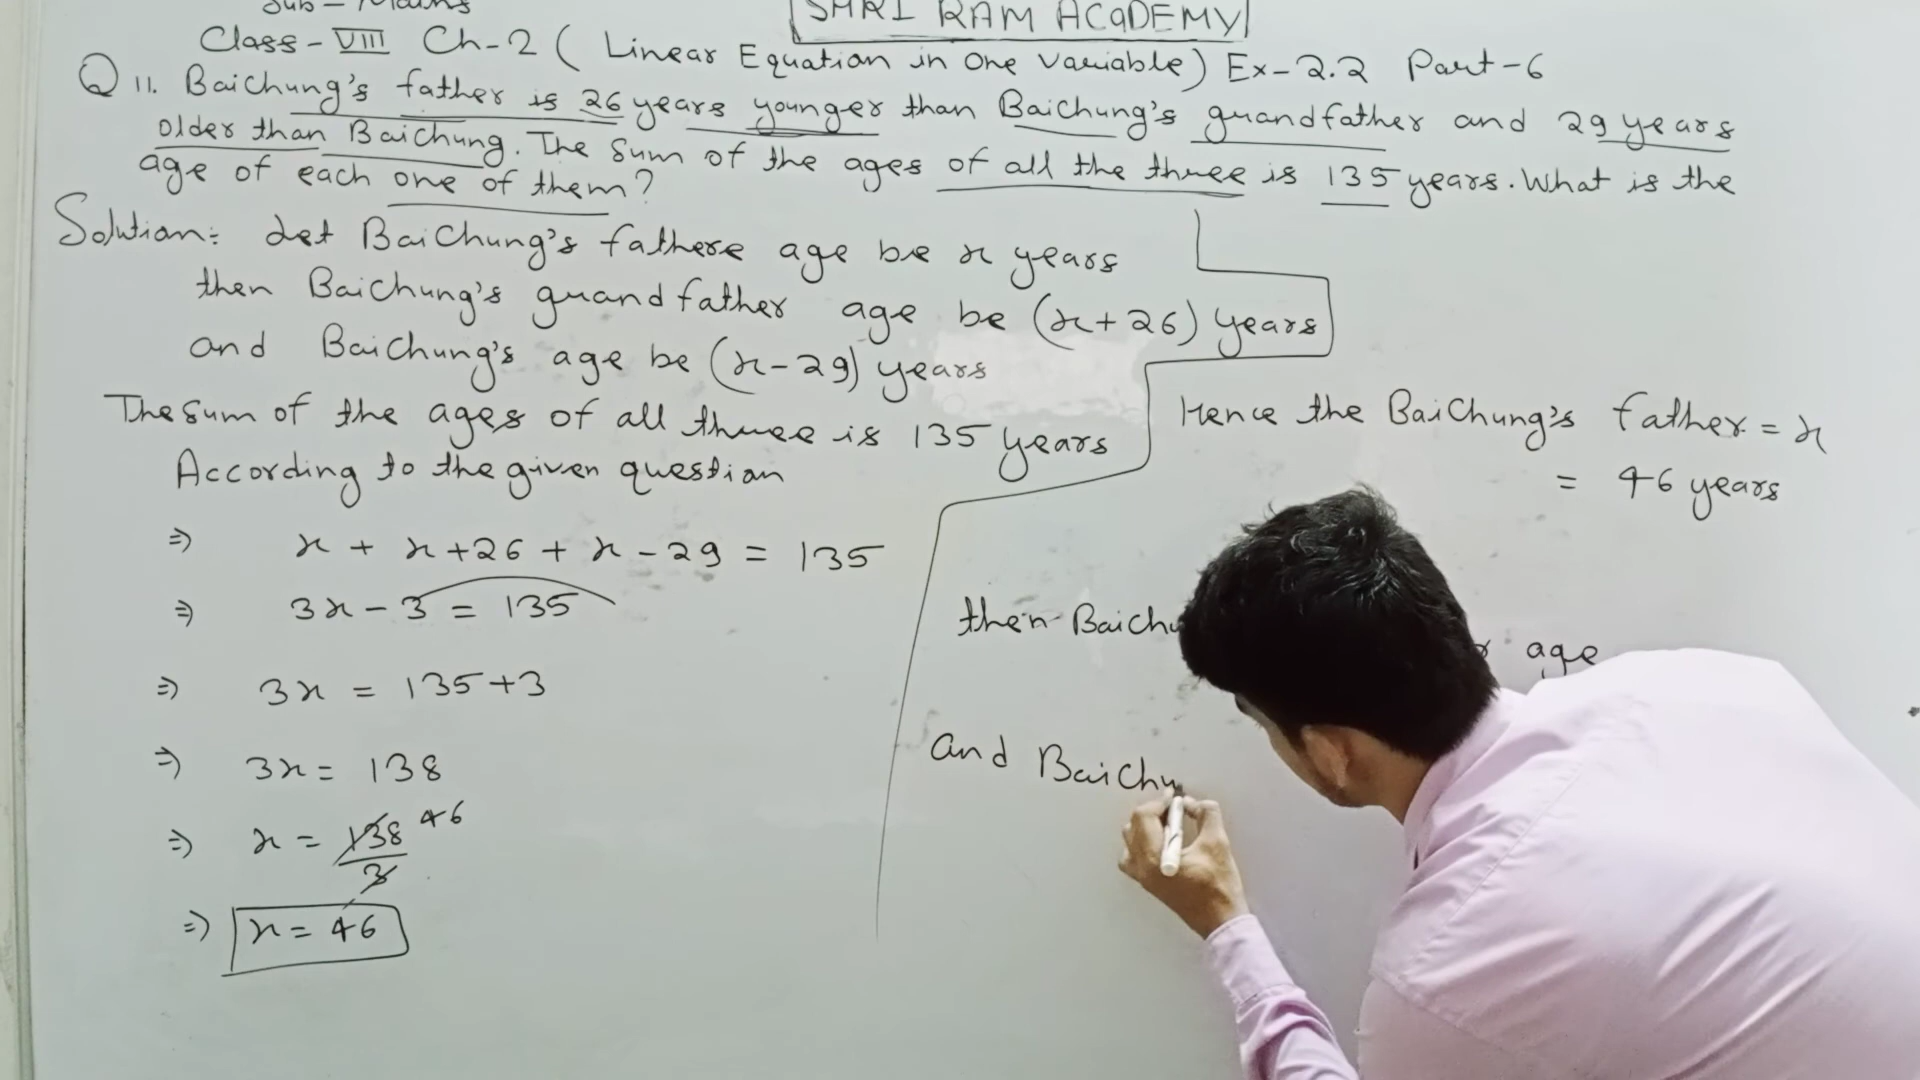 Sub - Maths
SHRI RAM ACADEMY
Class - VIII Ch-2 ( Linear Equation in One Variable) Ex-2.2 Part-6
Q 11. BaiChung's father is 26 years younger than BaiChung's grandfather and 29 years
older than BaiChung. The Sum of the ages of all the three is 135 years. What is the
age of each one of them?
Solution:- Let BaiChung's fathere age be x years
then BaiChung's grandfather age be (x+26) years
and BaiChung's age be (x-29) years
The Sum of the ages of all three is 135 years
According to the given question
⇒ x + x+26 + x - 29 = 135
⇒ 3x - 3 = 135
⇒ 3x = 135+3
⇒ 3x = 138
⇒ x = 138/3 46
⇒ x = 46
Hence the BaiChung's father = x
= 46 years
then Baichu age
and BaiChu